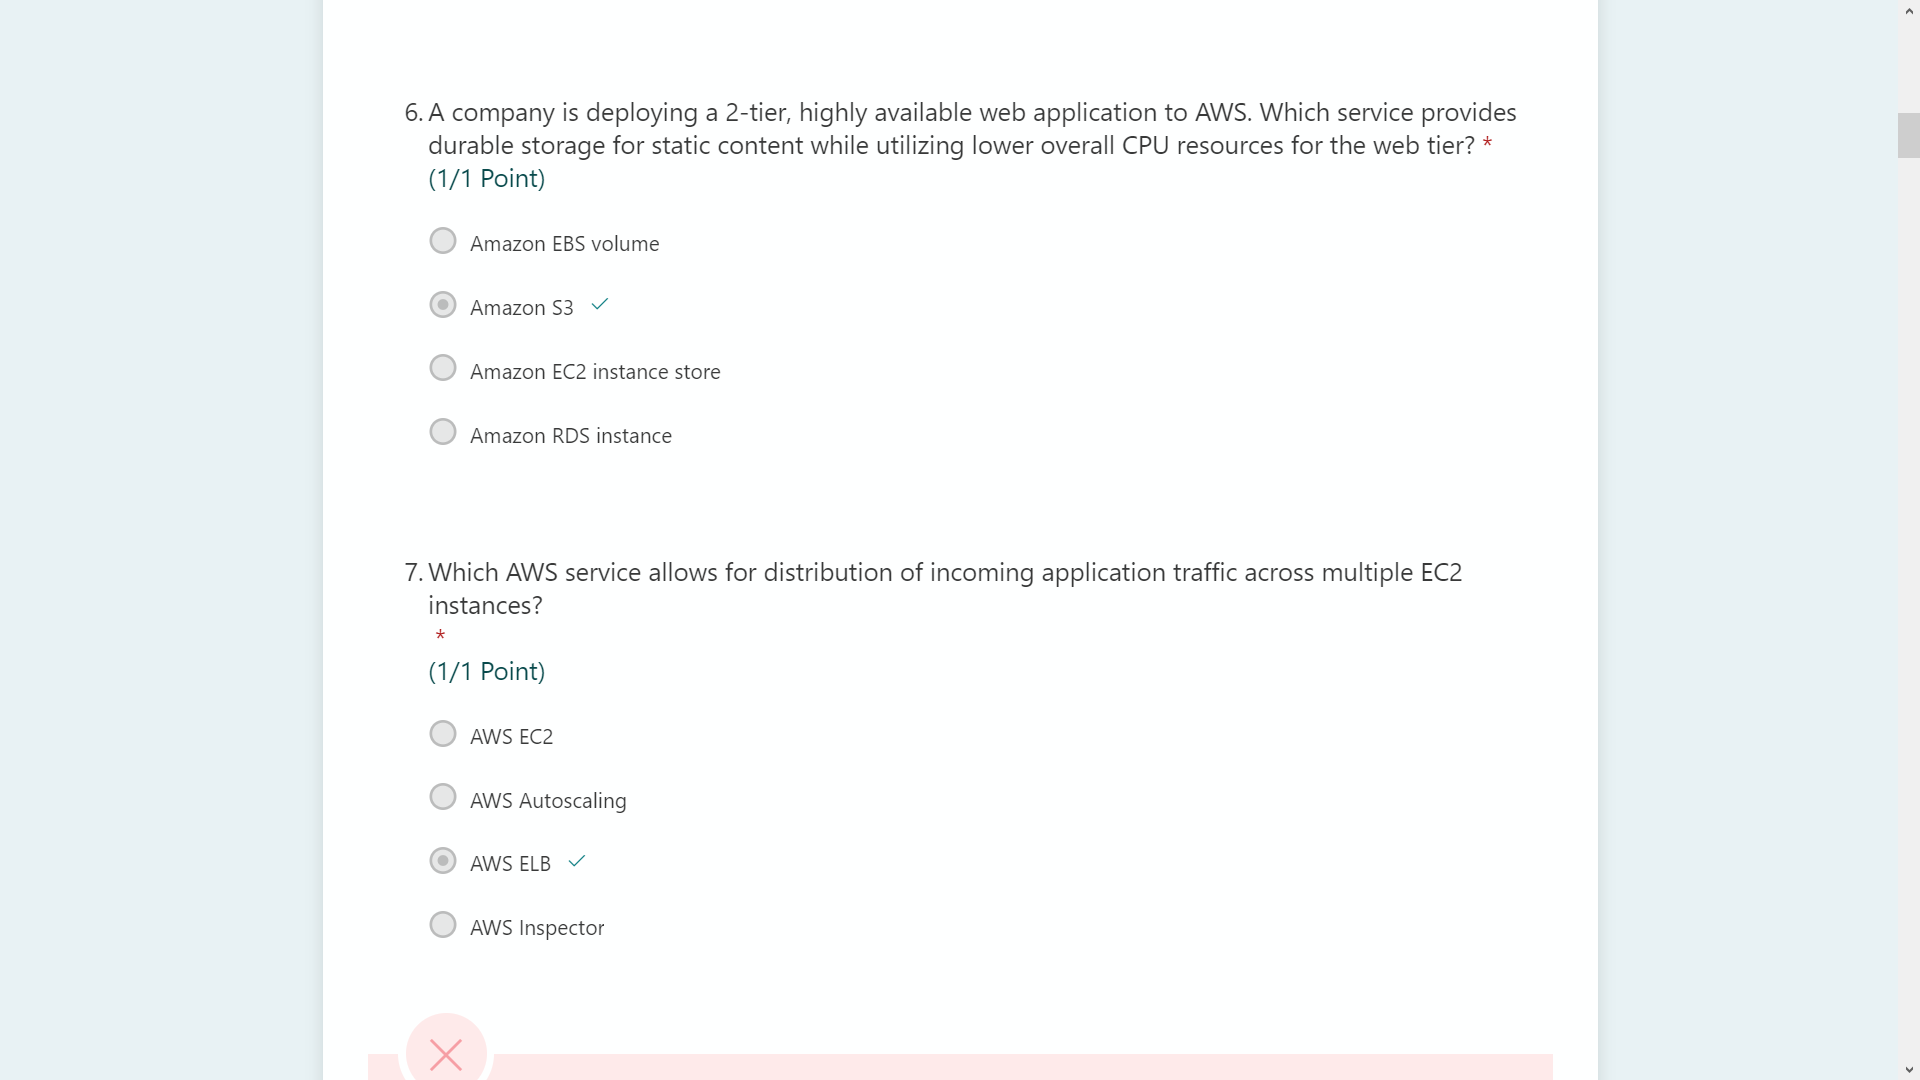 6. A company is deploying a 2-tier, highly available web application to AWS. Which service provides
durable storage for static content while utilizing lower overall CPU resources for the web tier? *
(1/1 Point)
Amazon EBS volume
Amazon S3
Amazon EC2 instance store
Amazon RDS instance
7. Which AWS service allows for distribution of incoming application traffic across multiple EC2
instances?
*
(1/1 Point)
AWS EC2
AWS Autoscaling
AWS ELB
AWS Inspector